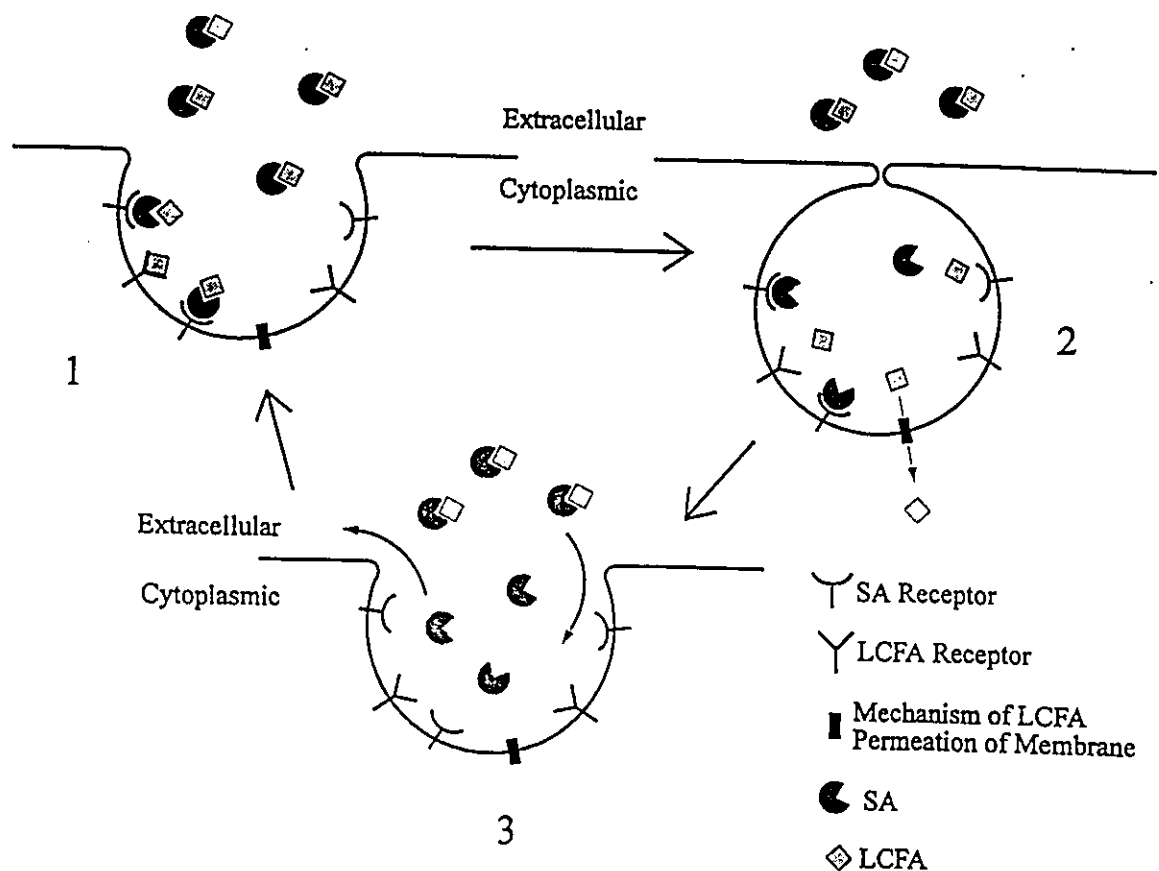 Extracellular
Cytoplasmic
1
2
Extracellular
Cytoplasmic
3
SA Receptor
LCFA Receptor
Mechanism of LCFA
Permeation of Membrane
SA
LCFA